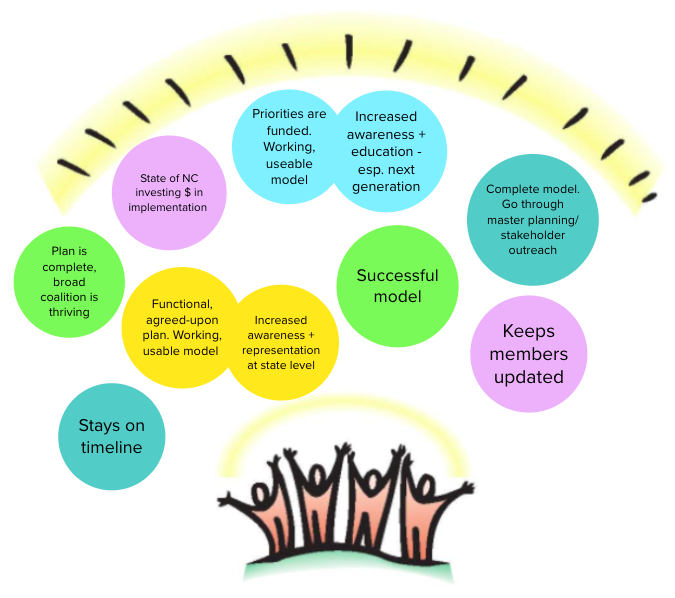 Priorities are
funded.
Working,
useable
model
Increased
awareness +
education -
esp. next
generation
State of NC
investing $ in
implementation
Complete model.
Go through
master planning/
stakeholder
outreach
Plan is
complete,
broad
coalition is
thriving
Functional,
agreed-upon
plan. Working,
usable model
Increased
awareness +
representation
at state level
Successful
model
Keeps
members
updated
Stays on
timeline